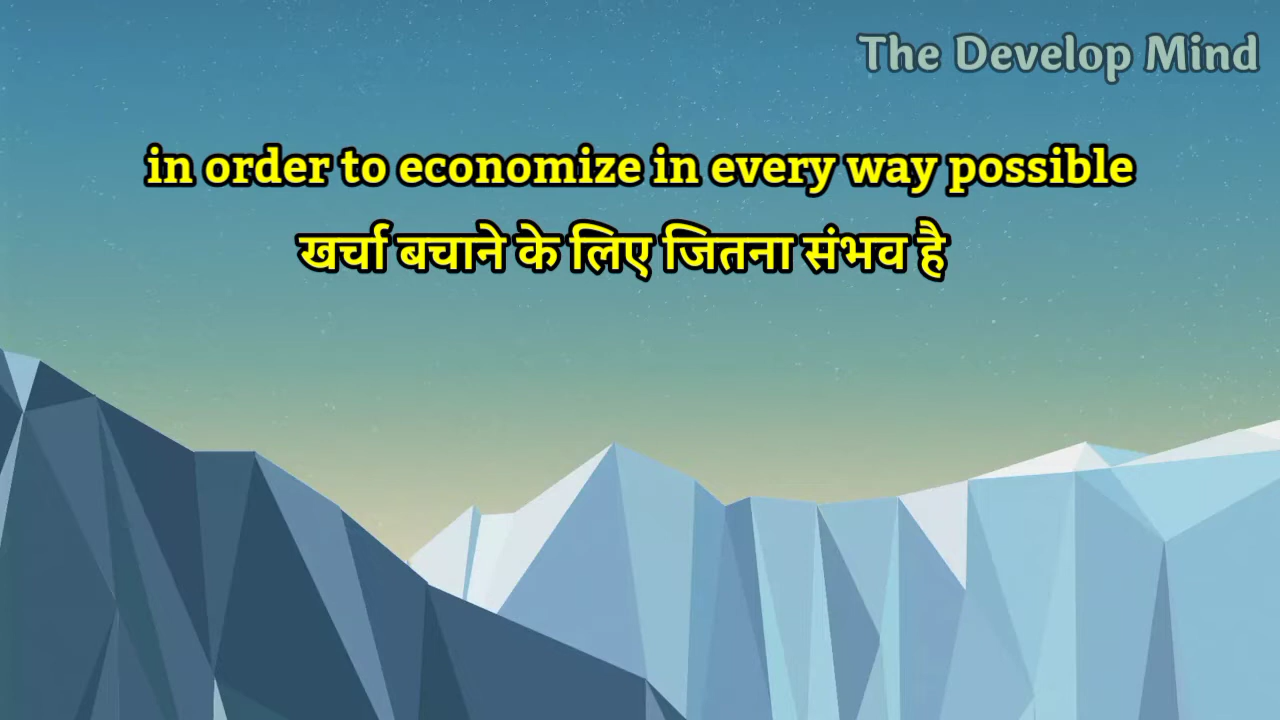 The Develop Mind
in order to economize in every way possible
खर्चा बचाने के लिए जितना संभव है